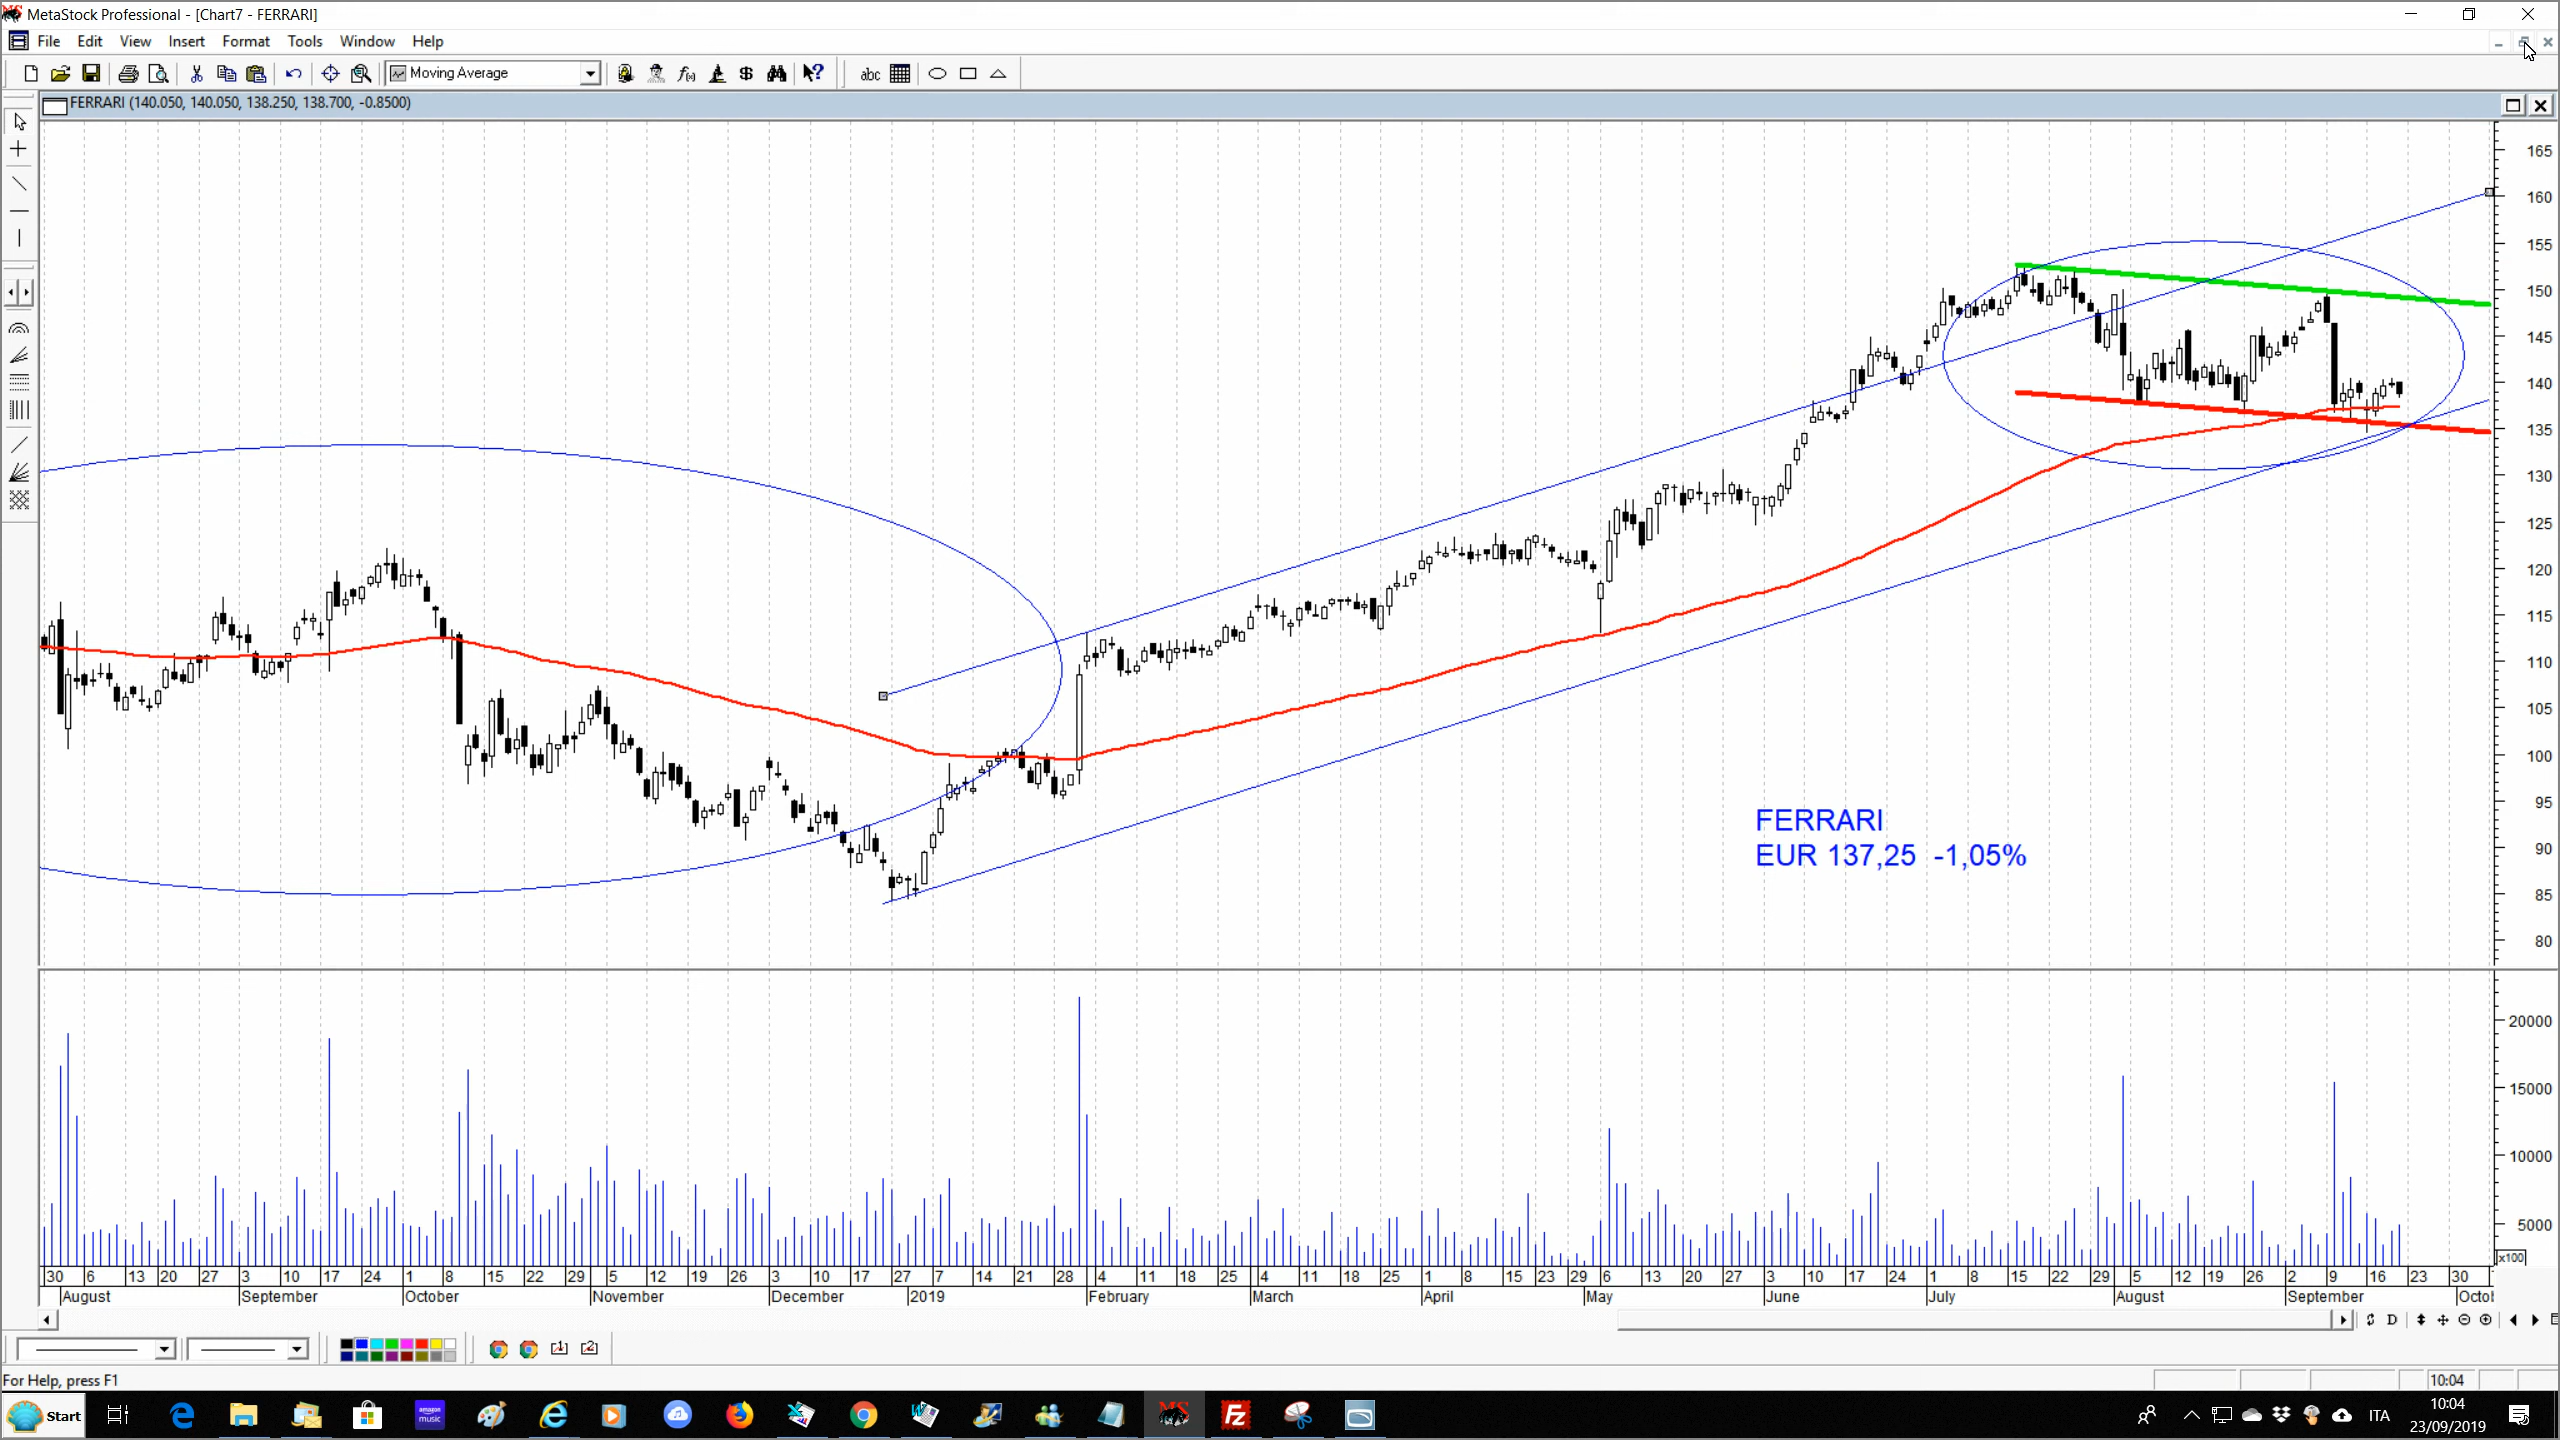 MetaStock Professional - [Chart7 - FERRARI]
File Edit View Insert Format Tools Window Help
Moving Average
abc
FERRARI (140.050, 140.050, 138.250, 138.700, -0.8500)
165
160
155
150
145
140
135
130
125
120
115
110
105
100
95
90
85
80
FERRARI
EUR 137,25 -1,05%
20000
15000
10000
5000
x100
30 6 13 20 27 3 10 17 24 1 8 15 22 29 5 12 19 26 3 10 17 27 7 14 21 28 4 11 18 25 4 11 18 25 1 8 15 23 29 6 13 20 27 3 10 17 24 1 8 15 22 29 5 12 19 26 2 9 16 23 30
August September October November December 2019 February March April May June July August September Octo
D
For Help, press F1
10:04
Start
amazon music
MS
Fz
ITA
10:04
23/09/2019